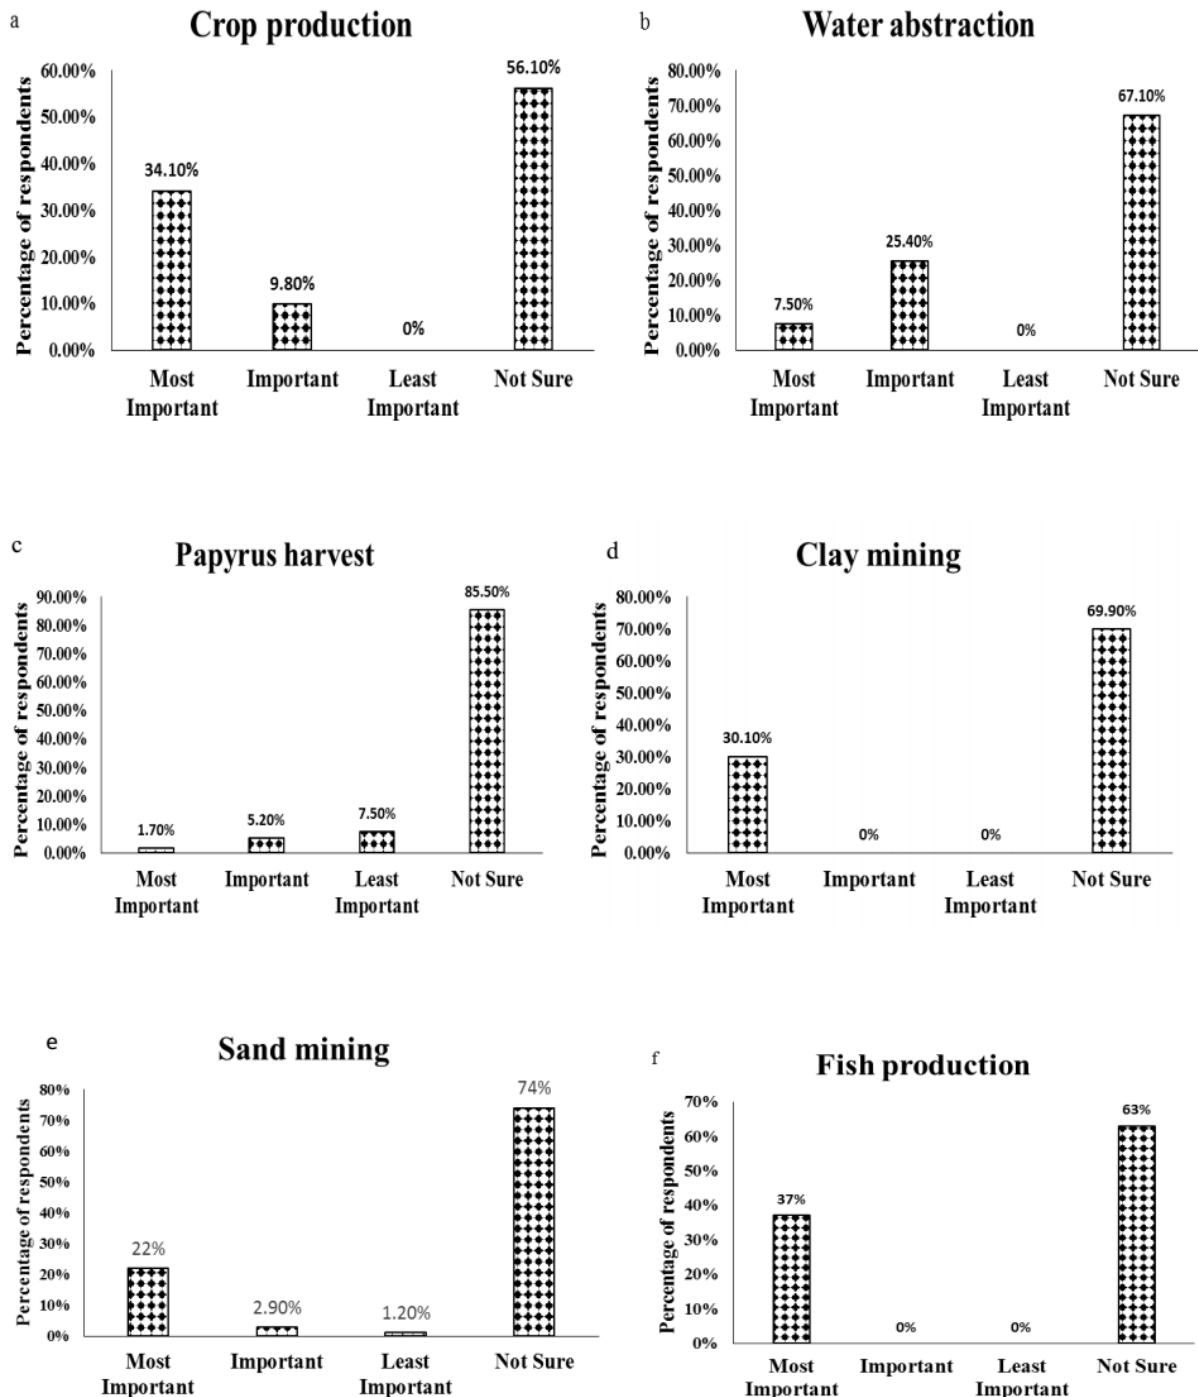 a
Crop production
Percentage of respondents
60.00%
50.00%
40.00%
30.00%
20.00%
10.00%
0.00%
34.10%
9.80%
0%
56.10%
Most Important
Important
Least Important
Not Sure
b
Water abstraction
Percentage of respondents
80.00%
70.00%
60.00%
50.00%
40.00%
30.00%
20.00%
10.00%
0.00%
7.50%
25.40%
0%
67.10%
Most Important
Important
Least Important
Not Sure
c
Papyrus harvest
Percentage of respondents
90.00%
80.00%
70.00%
60.00%
50.00%
40.00%
30.00%
20.00%
10.00%
0.00%
1.70%
5.20%
7.50%
85.50%
Most Important
Important
Least Important
Not Sure
d
Clay mining
Percentage of respondents
80.00%
70.00%
60.00%
50.00%
40.00%
30.00%
20.00%
10.00%
0.00%
30.10%
0%
0%
69.90%
Most Important
Important
Least Important
Not Sure
e
Sand mining
Percentage of respondents
80%
70%
60%
50%
40%
30%
20%
10%
0%
22%
2.90%
1.20%
74%
Most Important
Important
Least Important
Not Sure
f
Fish production
Percentage of respondents
70%
60%
50%
40%
30%
20%
10%
0%
37%
0%
0%
63%
Most Important
Important
Least Important
Not Sure